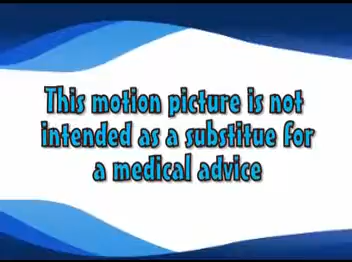 This motion picture is not
intended as a substitue for
a medical advice